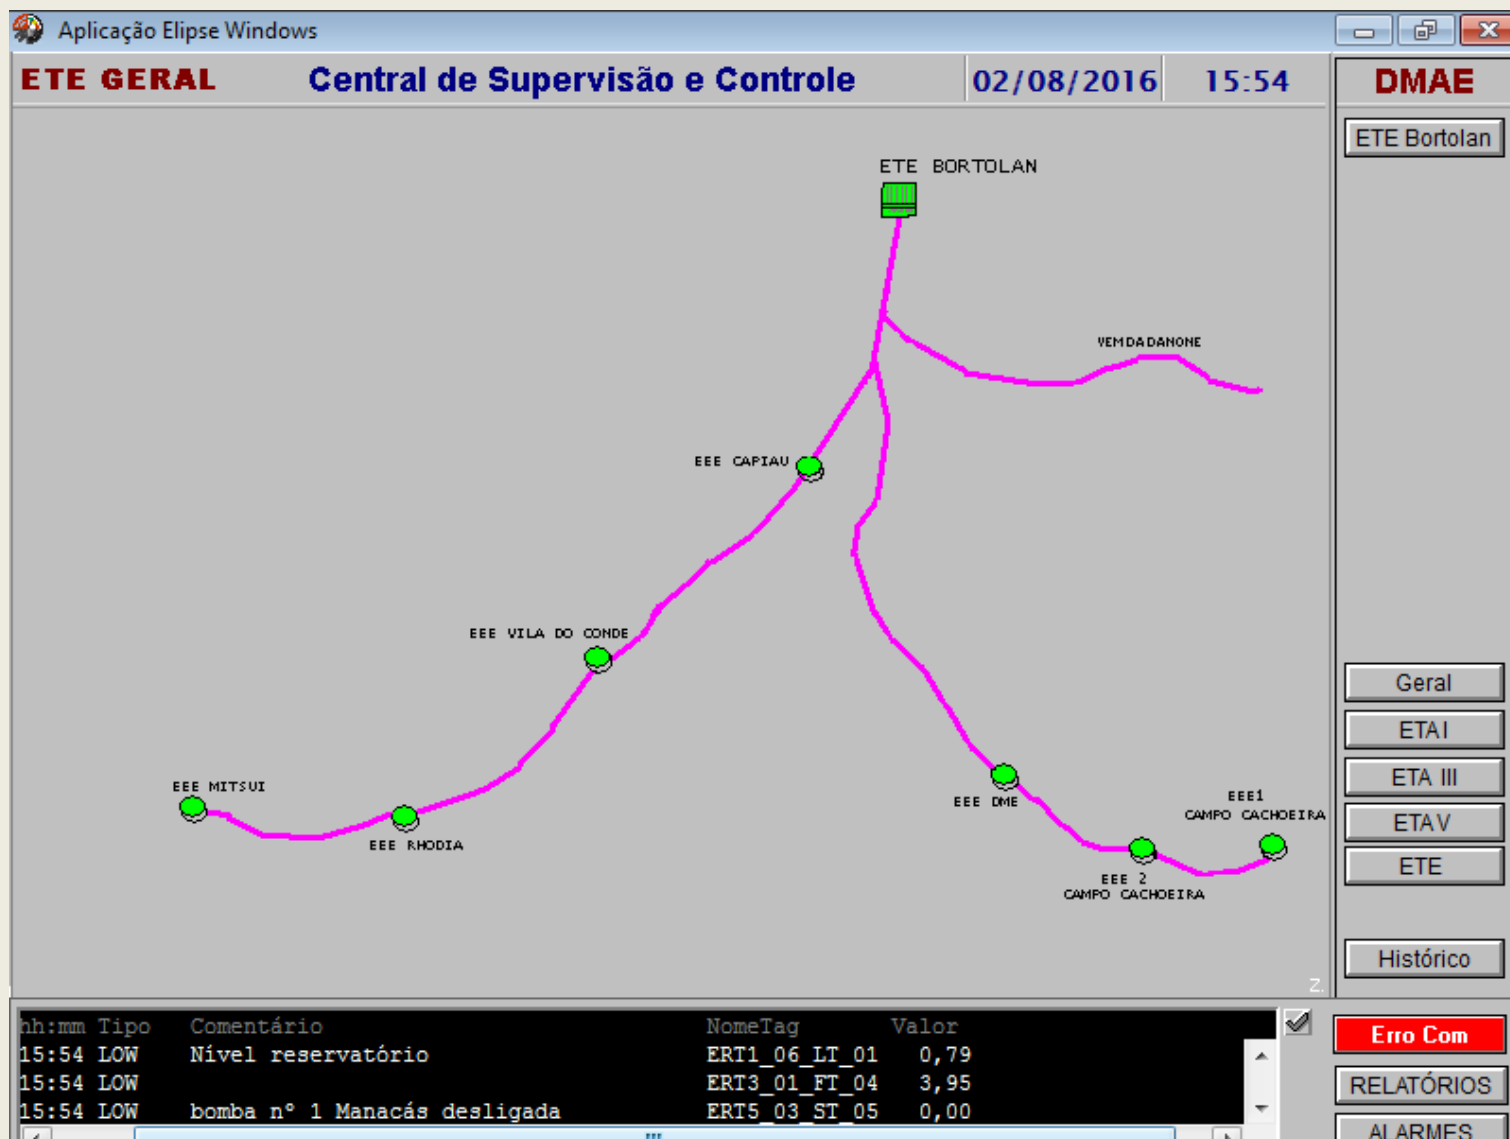 Aplicação Elipse Windows
ETE GERAL Central de Supervisão e Controle 02/08/2016 15:54 DMAE
ETE Bortolan
ETE BORTOLAN
VEM DA DANONE
EEE CAPIAU
EEE VILA DO CONDE
EEE MITSUI
EEE RHODIA
EEE DME
EEE1
CAMPO CACHOEIRA
EEE 2
CAMPO CACHOEIRA
Geral
ETA I
ETA III
ETA V
ETE
Histórico
Z.
hh:mm Tipo Comentário NomeTag Valor
15:54 LOW Nível reservatório ERT1_06_LT_01 0,79
15:54 LOW ERT3_01_FT_04 3,95
15:54 LOW bomba nº 1 Manacás desligada ERT5_03_ST_05 0,00
Erro Com
RELATÓRIOS
ALARMES